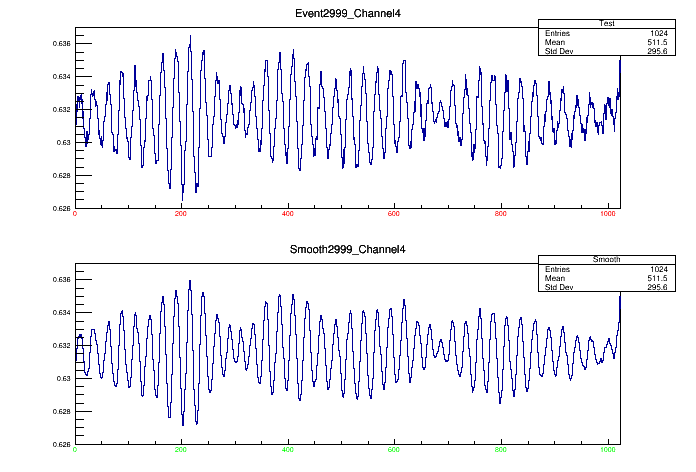 Event2999_Channel4
Test
Entries 1024
Mean 511.5
Std Dev 295.6
0.636
0.634
0.632
0.63
0.628
0.626
0 200 400 600 800 1000
Smooth2999_Channel4
Smooth
Entries 1024
Mean 511.5
Std Dev 295.6
0.636
0.634
0.632
0.63
0.628
0.626
0 200 400 600 800 1000